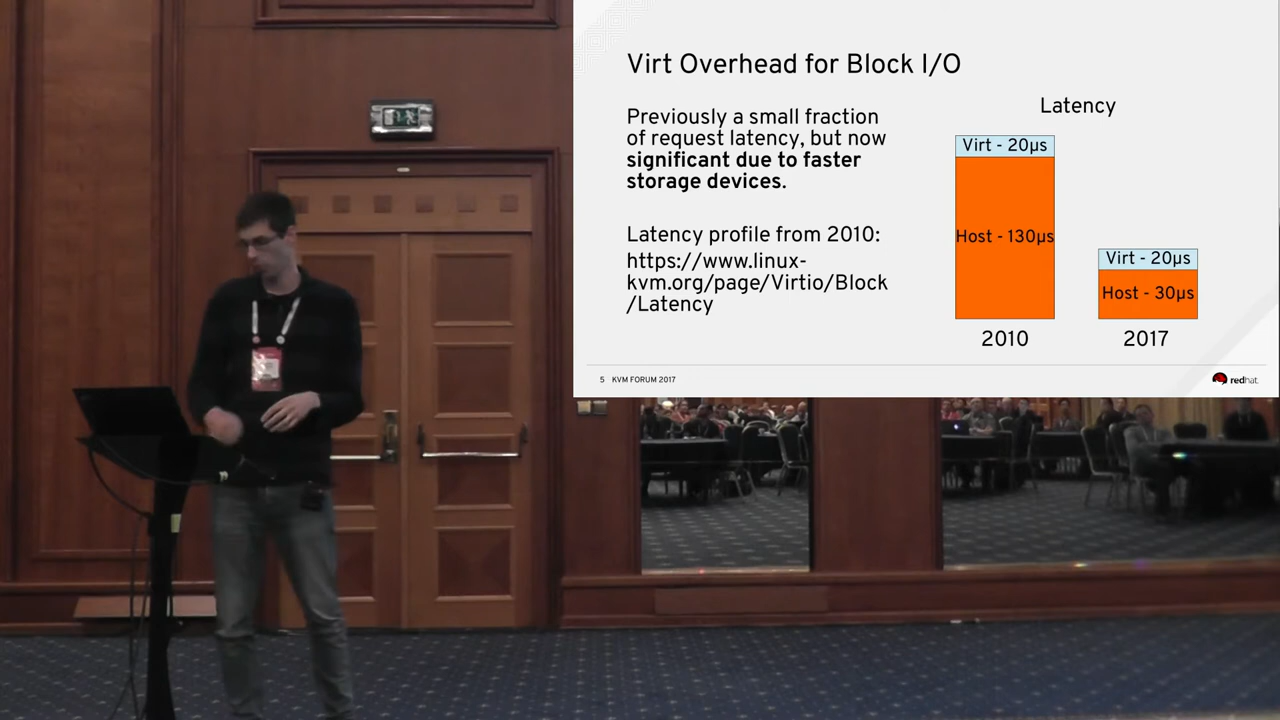 Virt Overhead for Block I/O
Previously a small fraction
of request latency, but now
significant due to faster
storage devices.
Latency profile from 2010:
https://www.linux-
kvm.org/page/Virtio/Block
/Latency
Latency
Virt - 20µs
Host - 130µs
2010
Virt - 20µs
Host - 30µs
2017
5 KVM FORUM 2017
redhat.